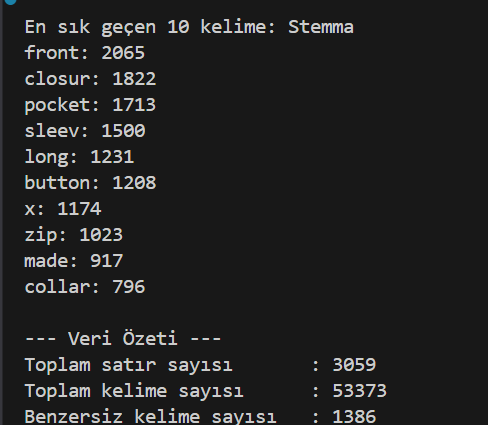 En sık geçen 10 kelime: Stemma
front: 2065
closur: 1822
pocket: 1713
sleev: 1500
long: 1231
button: 1208
x: 1174
zip: 1023
made: 917
collar: 796
--- Veri Özeti ---
Toplam satır sayısı : 3059
Toplam kelime sayısı : 53373
Benzersiz kelime sayısı : 1386